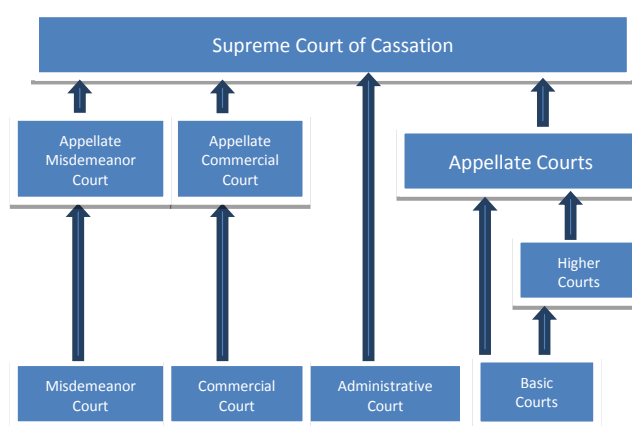 Supreme Court of Cassation
Appellate
Misdemeanor
Court
Appellate
Commercial
Court
Appellate Courts
Higher
Courts
Misdemeanor
Court
Commercial
Court
Administrative
Court
Basic
Courts